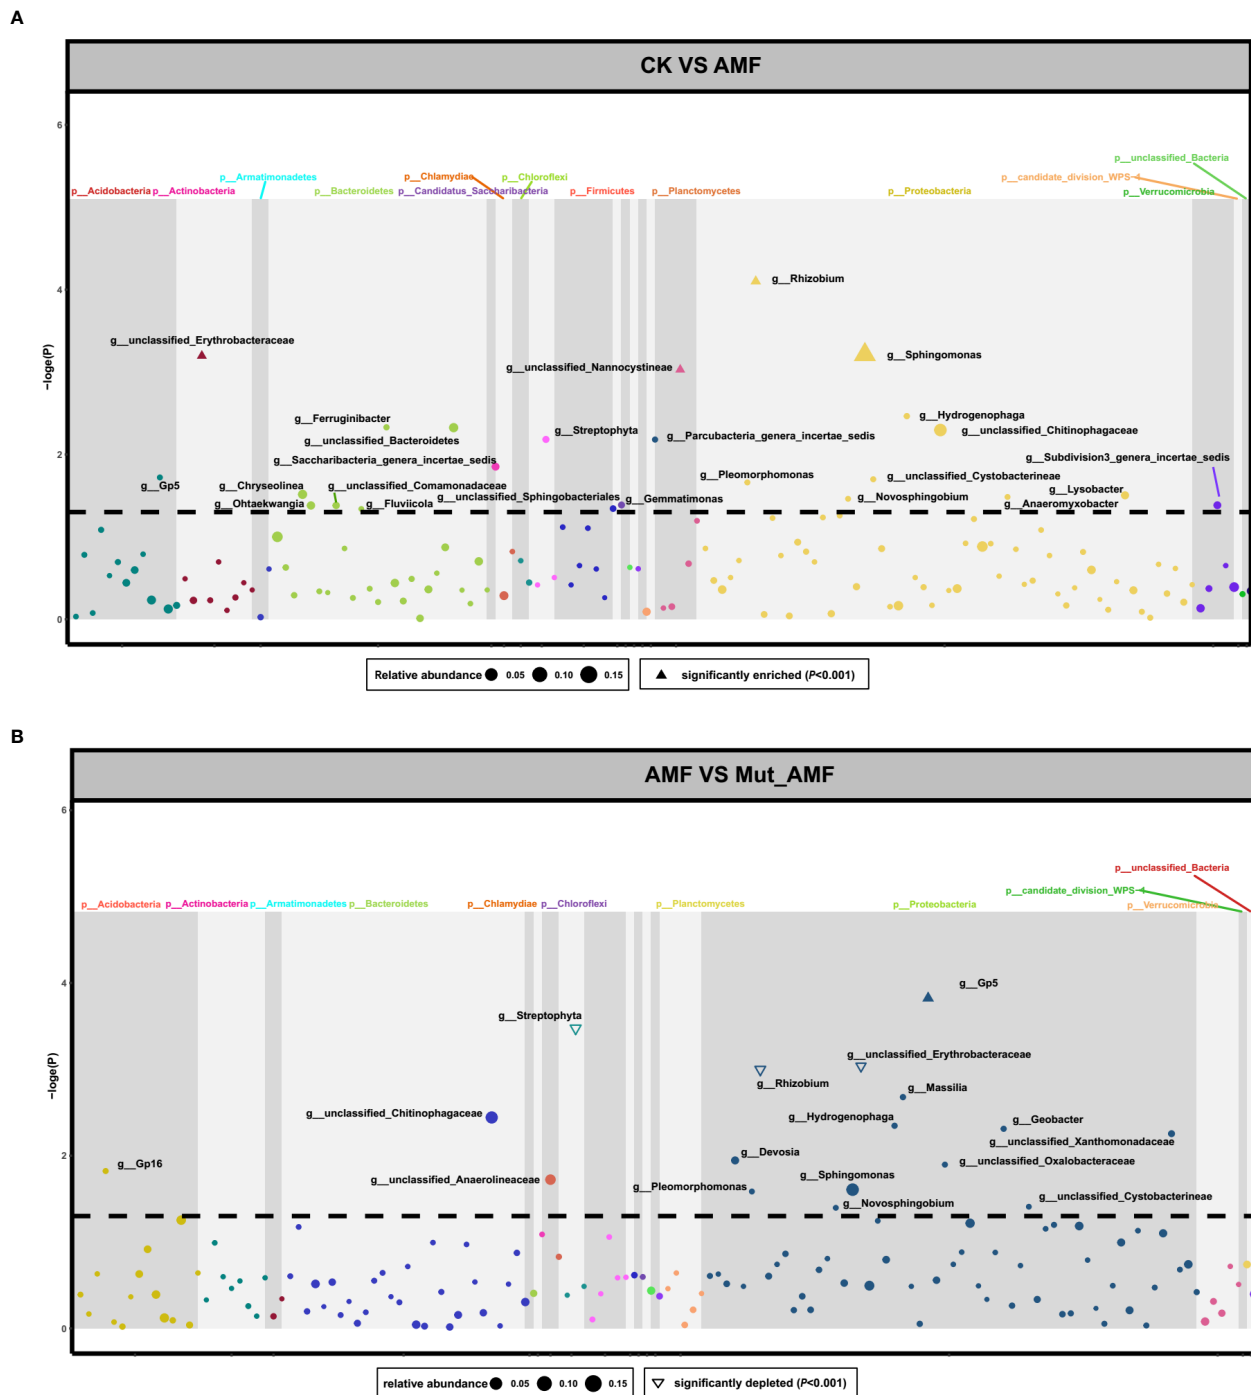 A
CK VS AMF
6
p__unclassified_Bacteria
p__Armatimonadetes
p__Chlamydiae
p__Chloroflexi
p__candidate_division_WPS-1
p__Acidobacteria
p__Actinobacteria
p__Bacteroidetes
p__Candidatus_Saccharibacteria
p__Firmicutes
p__Planctomycetes
p__Proteobacteria
p__Verrucomicrobia
g__Rhizobium
4
g__unclassified_Erythrobacteraceae
g__Sphingomonas
g__unclassified_Nannocystineae
−loge(P)
g__Ferruginibacter
g__Hydrogenophaga
g__unclassified_Bacteroidetes
g__Streptophyta
g__Parcubacteria_genera_incertae_sedis
g__unclassified_Chitinophagaceae
2
g__Saccharibacteria_genera_incertae_sedis
g__Subdivision3_genera_incertae_sedis
g__Pleomorphomonas
g__unclassified_Cystobacterineae
g__Gp5
g__Chryseolinea
g__unclassified_Comamonadaceae
g__Lysobacter
g__unclassified_Sphingobacteriales
g__Gemmatimonas
g__Novosphingobium
g__Ohtaekwangia
g__Fluviicola
g__Anaeromyxobacter
0
Relative abundance 0.05 0.10 0.15
significantly enriched (P<0.001)
B
AMF VS Mut_AMF
6
p__unclassified_Bacteria
p__candidate_division_WPS-1
p__Acidobacteria
p__Actinobacteria
p__Armatimonadetes
p__Bacteroidetes
p__Chlamydiae
p__Chloroflexi
p__Planctomycetes
p__Proteobacteria
p__Verrucomicrobia
4
g__Gp5
g__Streptophyta
g__unclassified_Erythrobacteraceae
−loge(P)
g__Rhizobium
g__Massilia
g__unclassified_Chitinophagaceae
g__Hydrogenophaga
g__Geobacter
g__unclassified_Xanthomonadaceae
2
g__Devosia
g__Gp16
g__unclassified_Oxalobacteraceae
g__unclassified_Anaerolineaceae
g__Sphingomonas
g__Pleomorphomonas
g__unclassified_Cystobacterineae
g__Novosphingobium
0
relative abundance 0.05 0.10 0.15
significantly depleted (P<0.001)